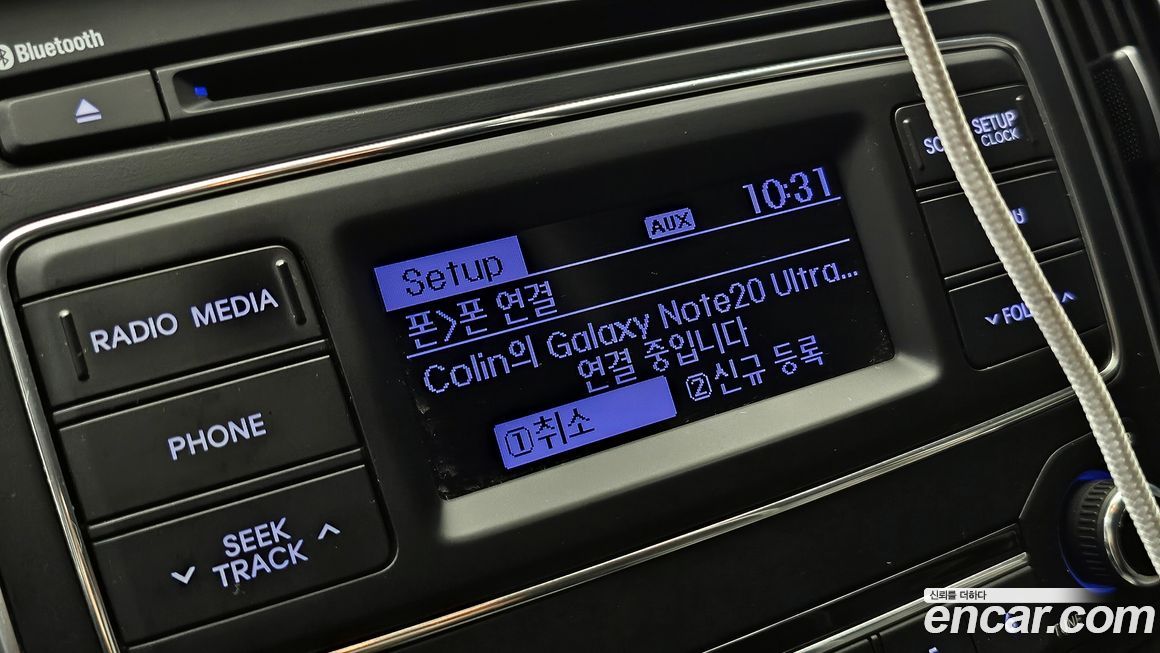 Bluetooth
SETUP
CLOCK
10:31
AUX
Setup
폰>폰 연결
Colin의 Galaxy Note20 Ultra...
연결 중입니다
①취소
②신규 등록
RADIO MEDIA
PHONE
SEEK
TRACK
신뢰를 더하다
encar.com